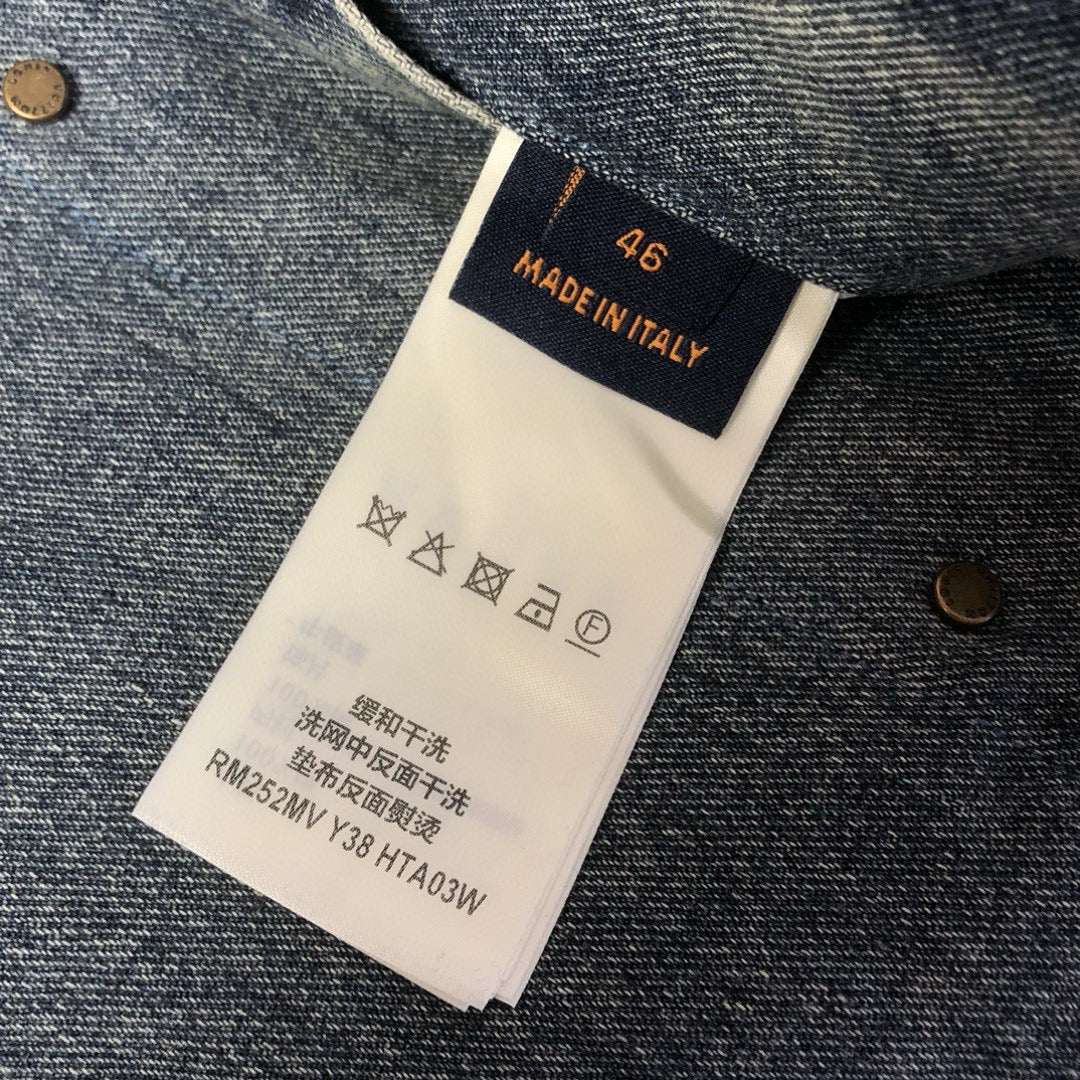 46
MADE IN ITALY
F
缓和干洗
洗网中反面干洗
垫布反面熨烫
RM252MV Y38 HTA03W